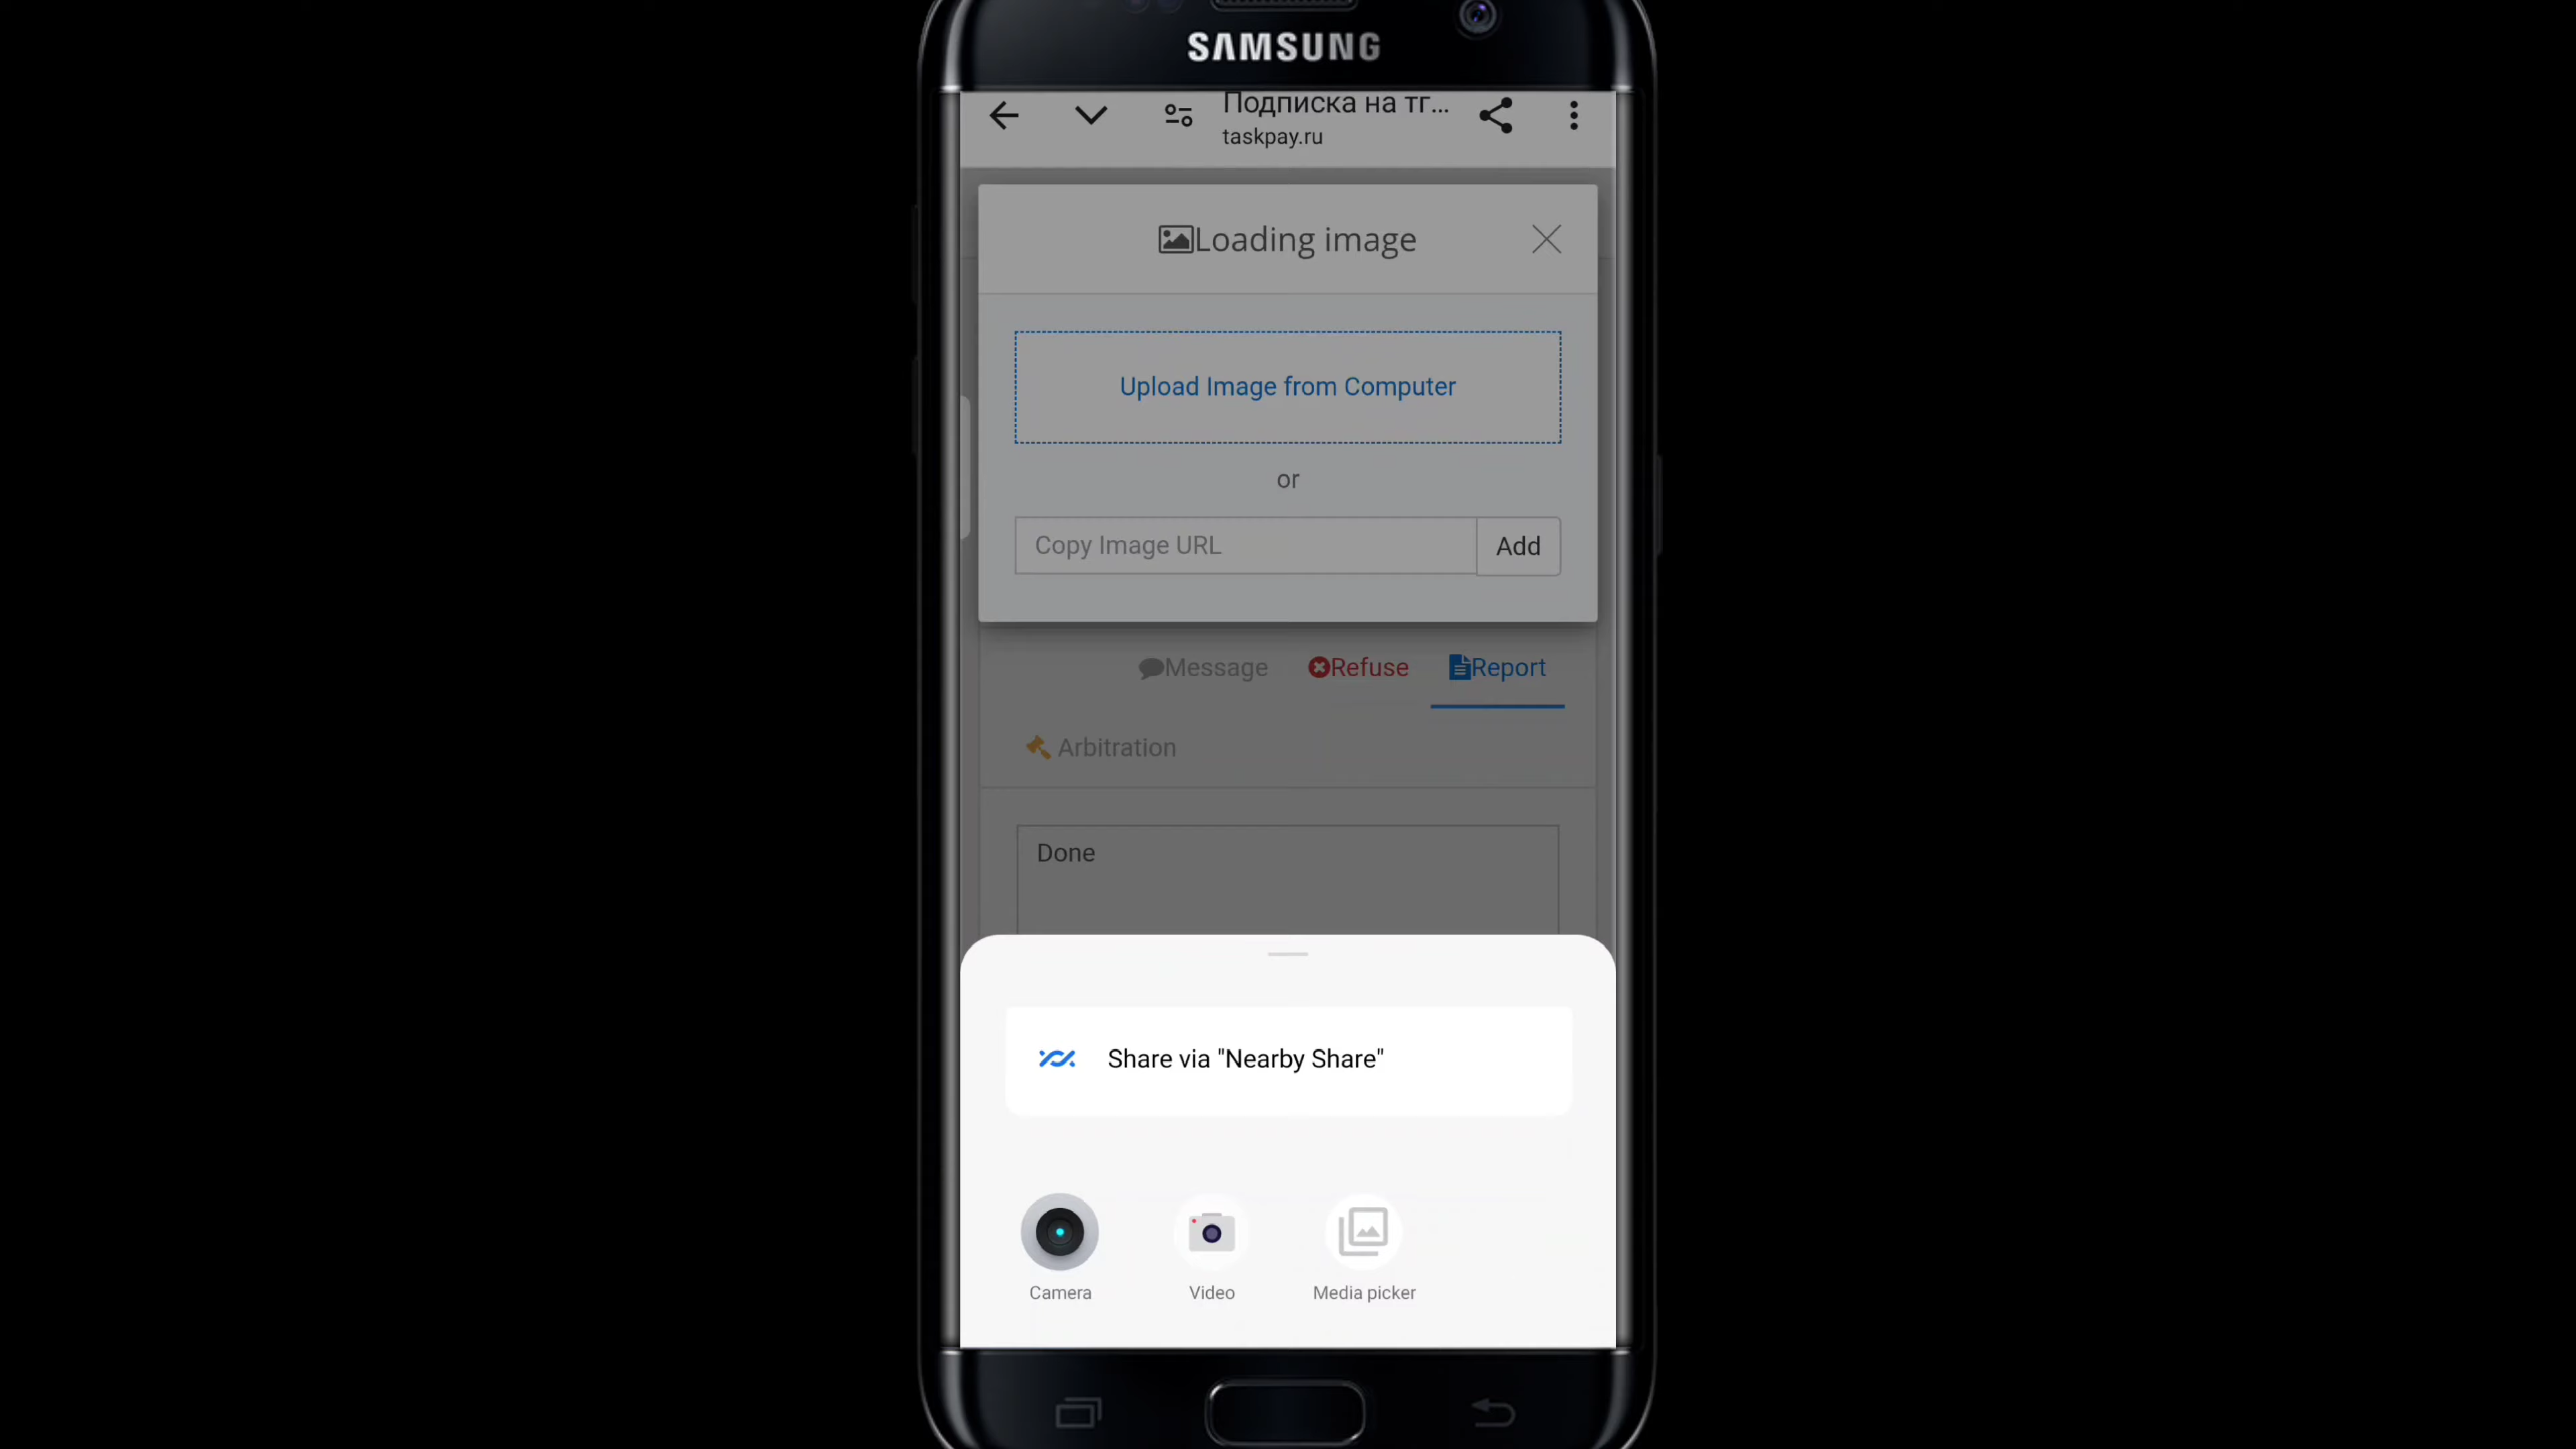 SAMSUNG
Подписка на тг...
taskpay.ru
Loading image
Upload Image from Computer
or
Copy Image URL
Add
Message
Refuse
Report
Arbitration
Done
Share via "Nearby Share"
Camera
Video
Media picker